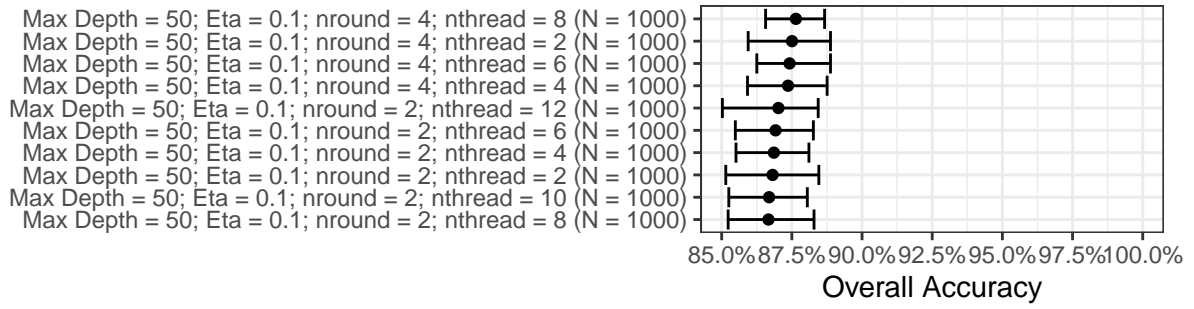 Max Depth = 50; Eta = 0.1; nround = 4; nthread = 8 (N = 1000)
Max Depth = 50; Eta = 0.1; nround = 4; nthread = 2 (N = 1000)
Max Depth = 50; Eta = 0.1; nround = 4; nthread = 6 (N = 1000)
Max Depth = 50; Eta = 0.1; nround = 4; nthread = 4 (N = 1000)
Max Depth = 50; Eta = 0.1; nround = 2; nthread = 12 (N = 1000)
Max Depth = 50; Eta = 0.1; nround = 2; nthread = 6 (N = 1000)
Max Depth = 50; Eta = 0.1; nround = 2; nthread = 4 (N = 1000)
Max Depth = 50; Eta = 0.1; nround = 2; nthread = 2 (N = 1000)
Max Depth = 50; Eta = 0.1; nround = 2; nthread = 10 (N = 1000)
Max Depth = 50; Eta = 0.1; nround = 2; nthread = 8 (N = 1000)
85.0% 87.5% 90.0% 92.5% 95.0% 97.5% 100.0%
Overall Accuracy